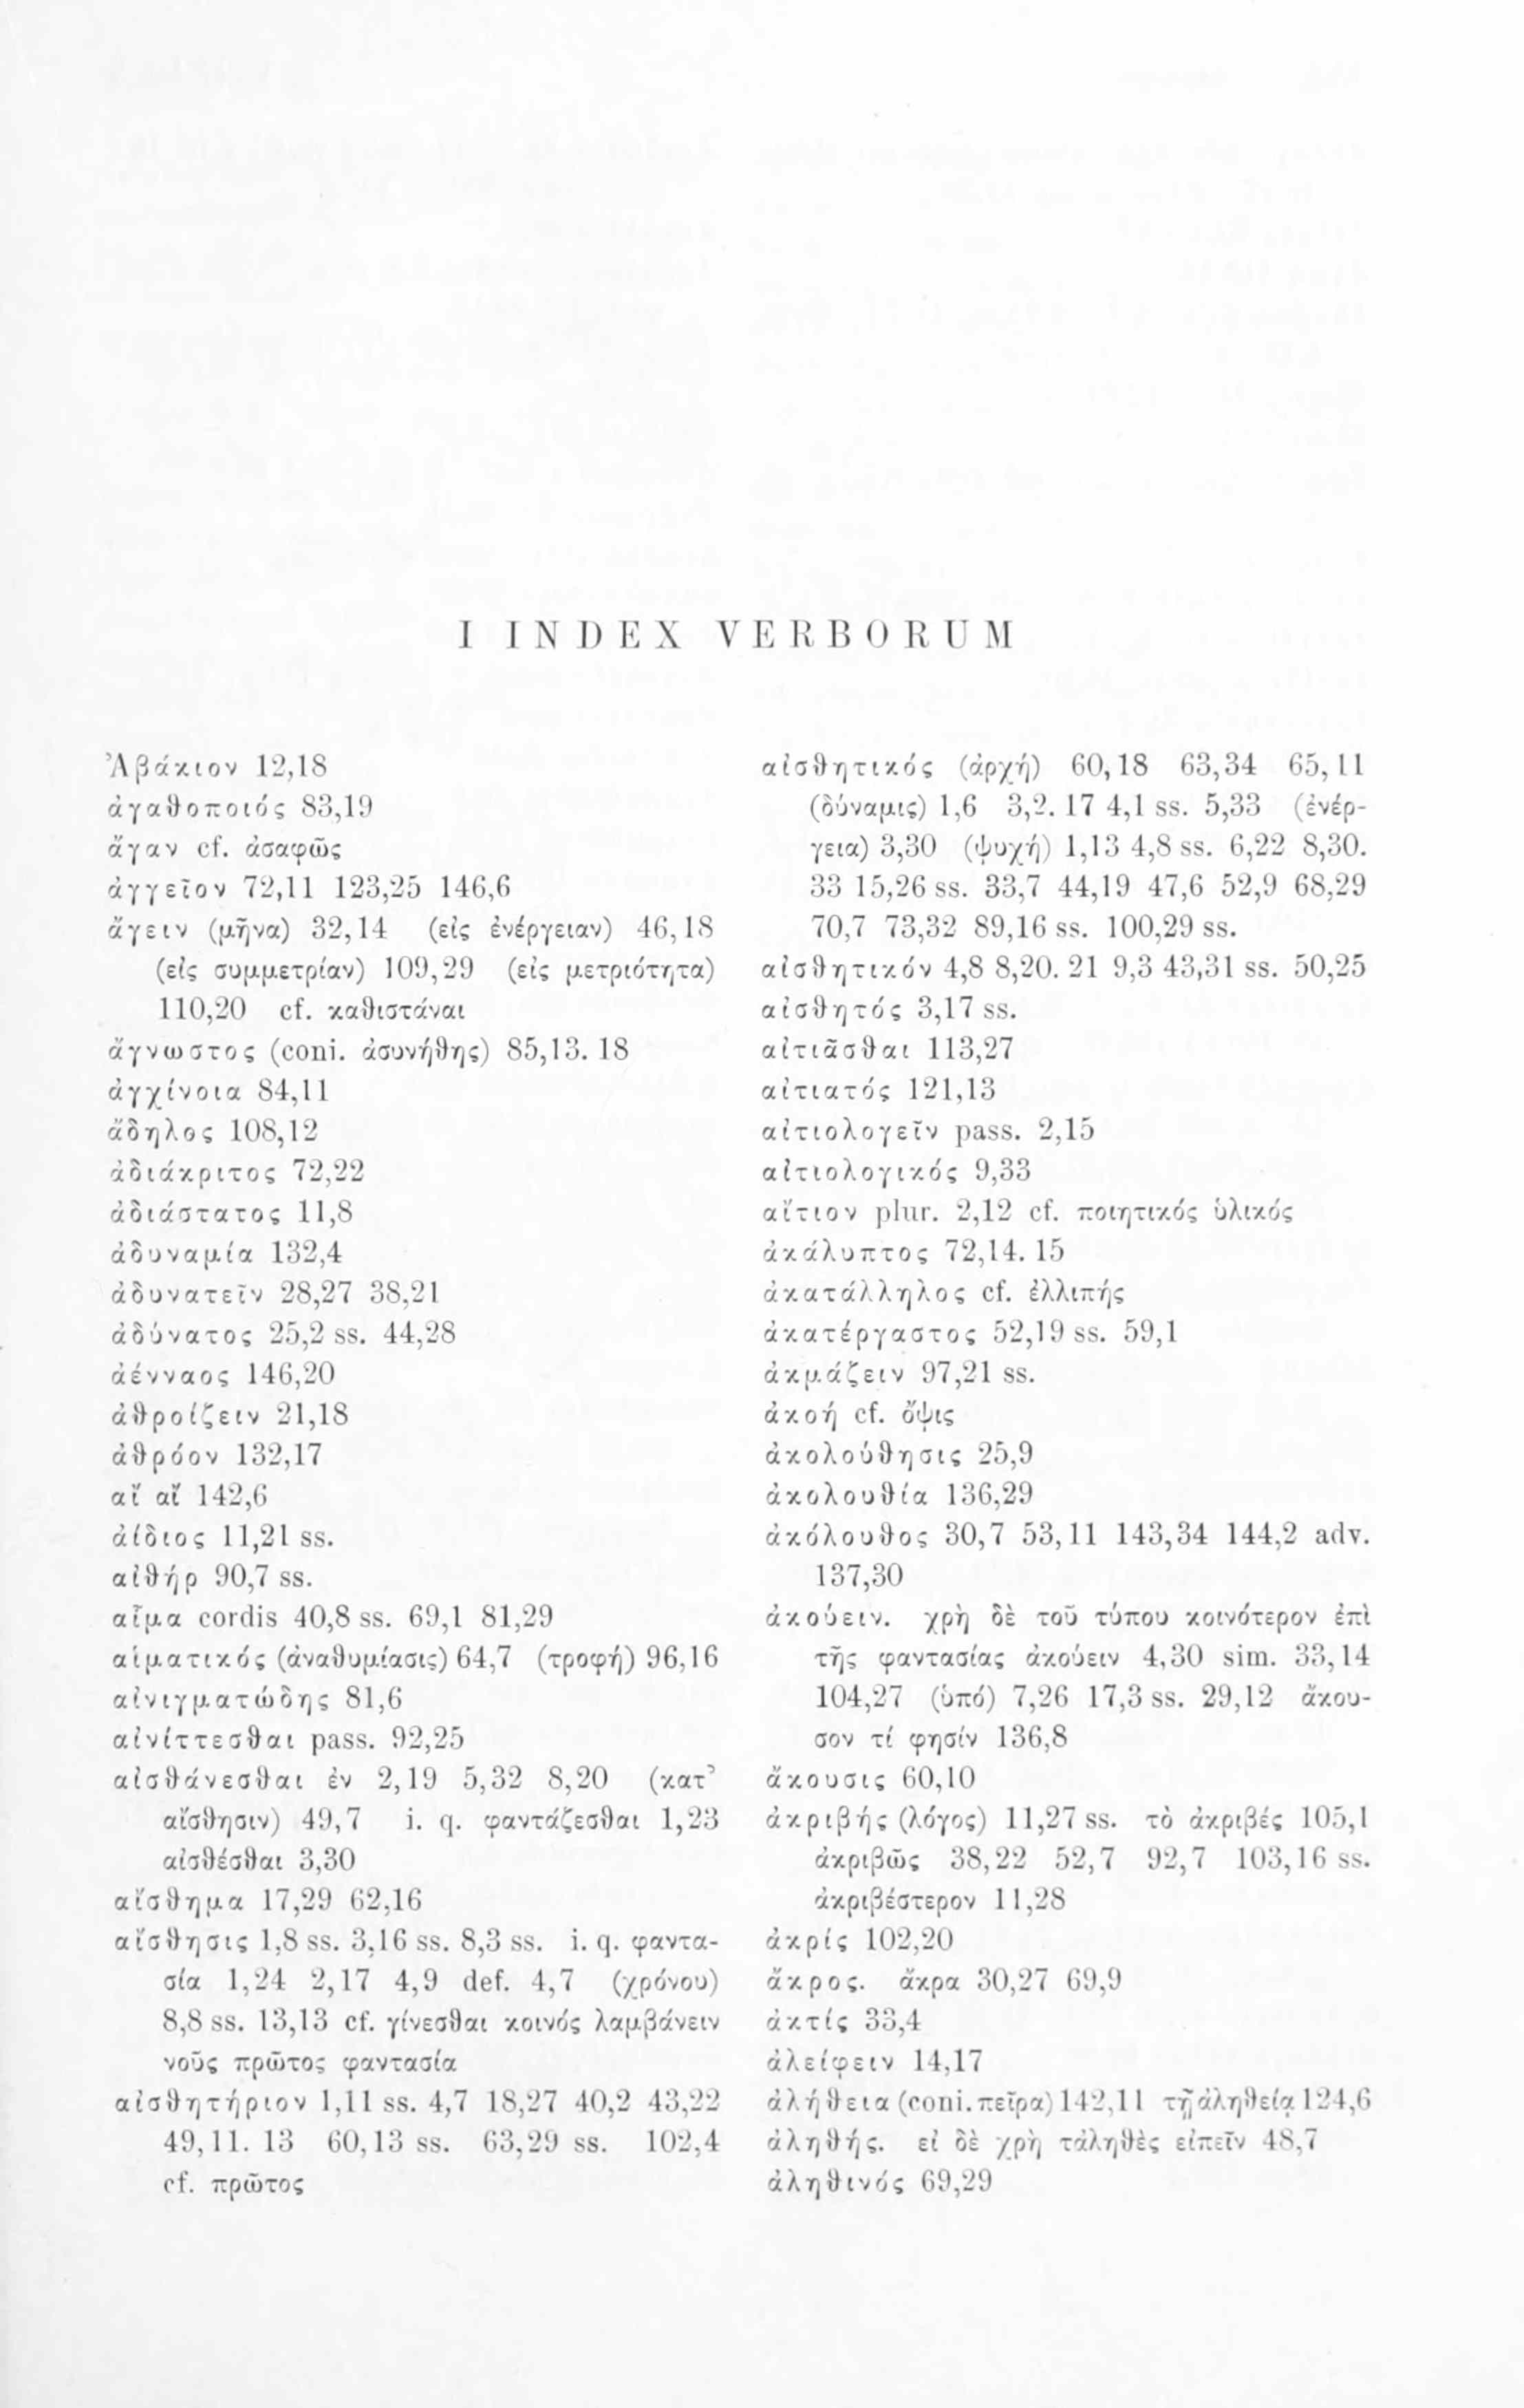 I INDEX VERBORUM
Ἀβάκιον 12,18
ἀγαθοποιός 83,19
ἄγαν cf. ἀσαφῶς
ἀγγεῖον 72,11 123,25 146,6
ἄγειν (μῆνα) 32,14 (εἰς ἐνέργειαν) 46,18
(εἰς συμμετρίαν) 109,29 (εἰς μετριότητα)
110,20 cf. καθιστάναι
ἄγνωστος (coni. ἀσυνήθης) 85,13. 18
ἀγχίνοια 84,11
ἄδηλος 108,12
ἀδιάκριτος 72,22
ἀδιάστατος 11,8
ἀδυναμία 132,4
ἀδυνατεῖν 28,27 38,21
ἀδύνατος 25,2 ss. 44,28
ἀένναος 146,20
ἀθροίζειν 21,18
ἀθρόον 132,17
αἴ αἴ 142,6
ἀίδιος 11,21 ss.
αἰθήρ 90,7 ss.
αἷμα cordis 40,8 ss. 69,1 81,29
αἱματικός (ἀναθυμίασις) 64,7 (τροφή) 96,16
αἰνιγματώδης 81,6
αἰνίττεσθαι pass. 92,25
αἰσθάνεσθαι ἐν 2,19 5,32 8,20 (κατ’
αἴσθησιν) 49,7 i. q. φαντάζεσθαι 1,23
αἰσθέσθαι 3,30
αἴσθημα 17,29 62,16
αἴσθησις 1,8 ss. 3,16 ss. 8,3 ss. i. q. φαντα-
σία 1,24 2,17 4,9 def. 4,7 (χρόνου)
8,8 ss. 13,13 cf. γίνεσθαι κοινός λαμβάνειν
νοῦς πρῶτος φαντασία
αἰσθητήριον 1,11 ss. 4,7 18,27 40,2 43,22
49,11. 13 60,13 ss. 63,29 ss. 102,4
cf. πρῶτος
αἰσθητικός (ἀρχή) 60,18 63,34 65,11
(δύναμις) 1,6 3,2. 17 4,1 ss. 5,33 (ἐνέρ-
γεια) 3,30 (ψυχή) 1,13 4,8 ss. 6,22 8,30.
33 15,26 ss. 33,7 44,19 47,6 52,9 68,29
70,7 73,32 89,16 ss. 100,29 ss.
αἰσθητικόν 4,8 8,20. 21 9,3 43,31 ss. 50,25
αἰσθητός 3,17 ss.
αἰτιᾶσθαι 113,27
αἰτιατός 121,13
αἰτιολογεῖν pass. 2,15
αἰτιολογικός 9,33
αἴτιον plur. 2,12 cf. ποιητικός ὑλικός
ἀκάλυπτος 72,14. 15
ἀκατάλληλος cf. ἐλλιπής
ἀκατέργαστος 52,19 ss. 59,1
ἀκμάζειν 97,21 ss.
ἀκοή cf. ὄψις
ἀκολούθησις 25,9
ἀκολουθία 136,29
ἀκόλουθος 30,7 53,11 143,34 144,2 adv.
137,30
ἀκούειν. χρὴ δὲ τοῦ τύπου κοινότερον ἐπὶ
τῆς φαντασίας ἀκούειν 4,30 sim. 33,14
104,27 (ὑπό) 7,26 17,3 ss. 29,12 ἄκου-
σον τί φησίν 136,8
ἄκουσις 60,10
ἀκριβής (λόγος) 11,27 ss. τὸ ἀκριβές 105,1
ἀκριβῶς 38,22 52,7 92,7 103,16 ss.
ἀκριβέστερον 11,28
ἀκρίς 102,20
ἄκρος. ἄκρα 30,27 69,9
ἀκτίς 33,4
ἀλείφειν 14,17
ἀλήθεια (coni. πεῖρα) 142,11 τῇ ἀληθείᾳ 124,6
ἀληθής. εἰ δὲ χρὴ τἀληθὲς εἰπεῖν 48,7
ἀληθινός 69,29